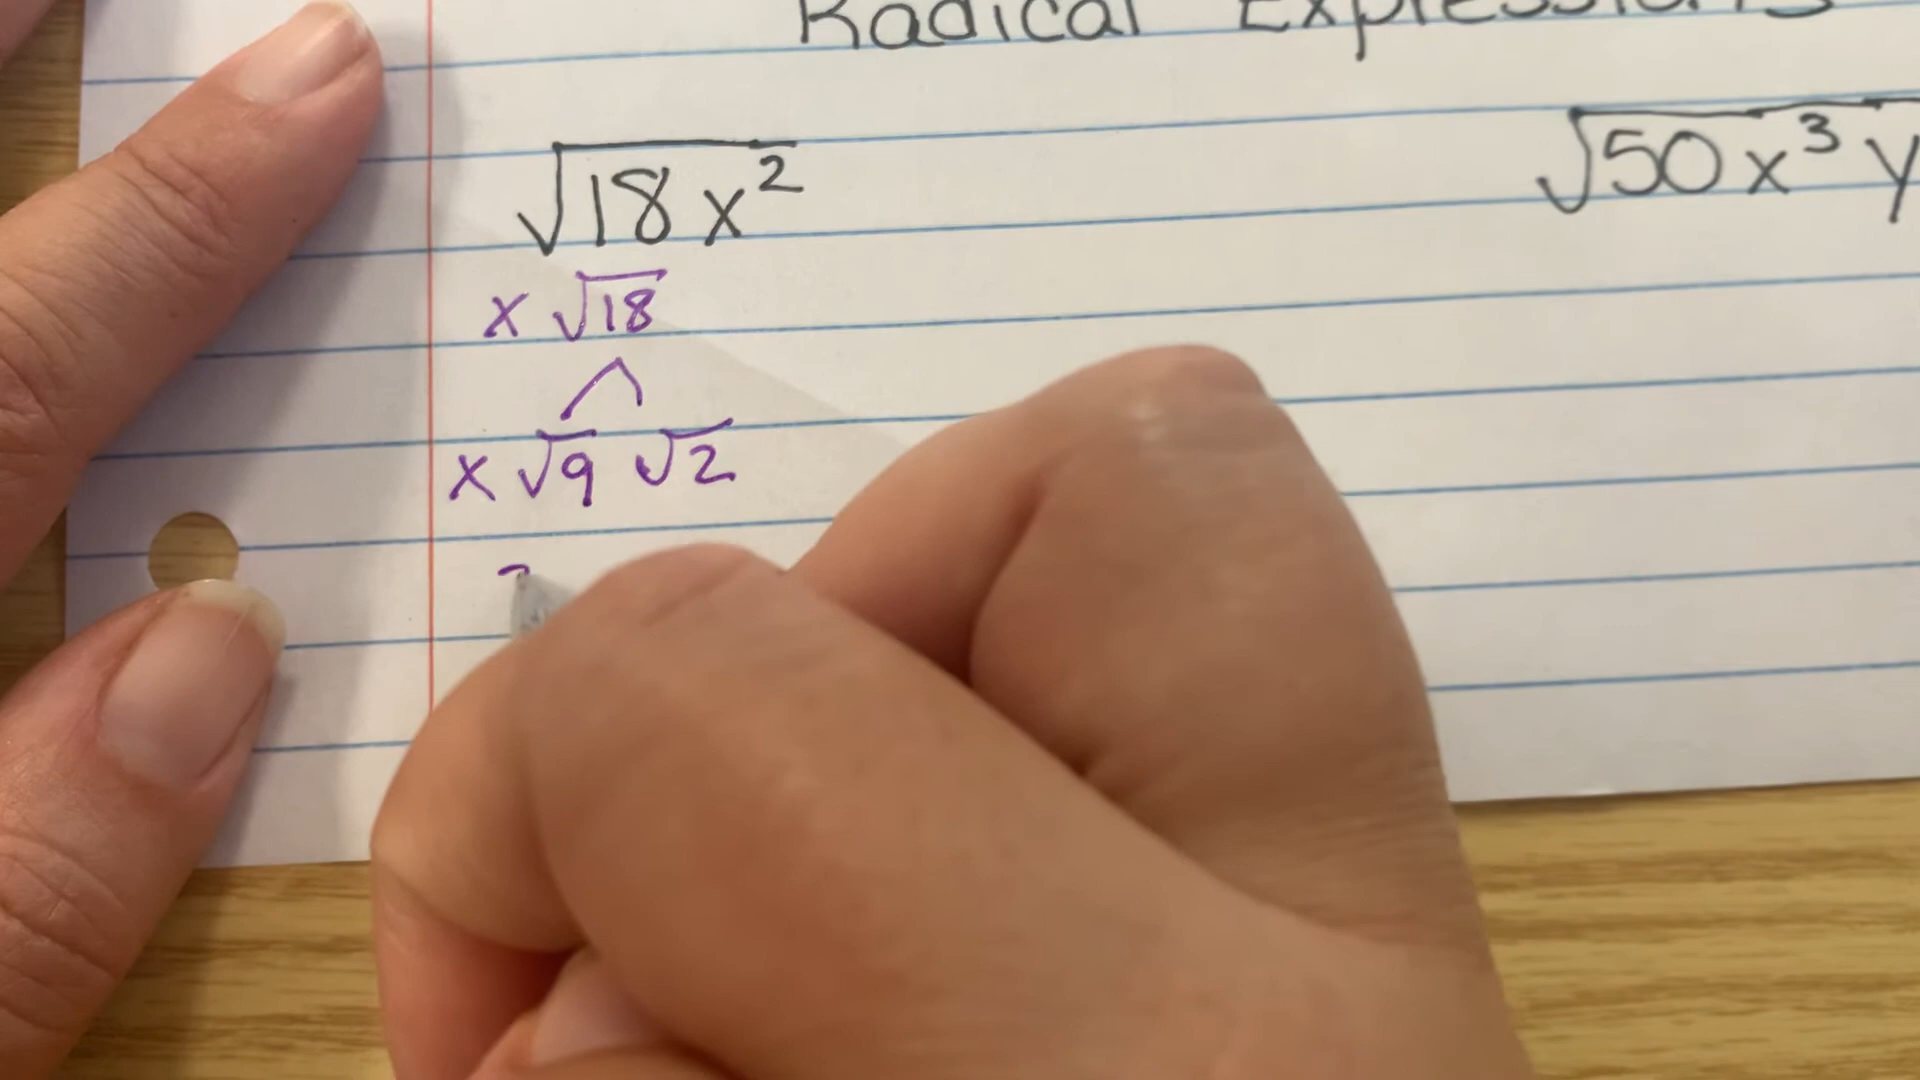 Radical Expressions
√18x² √50x³y
x√18
x√9 √2